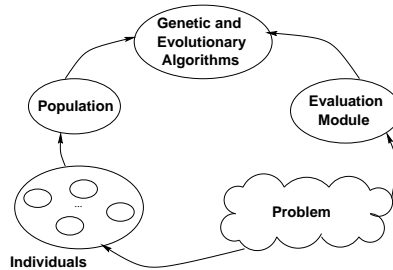 Genetic and
Evolutionary
Algorithms
Population
Evaluation
Module
...
Problem
Individuals